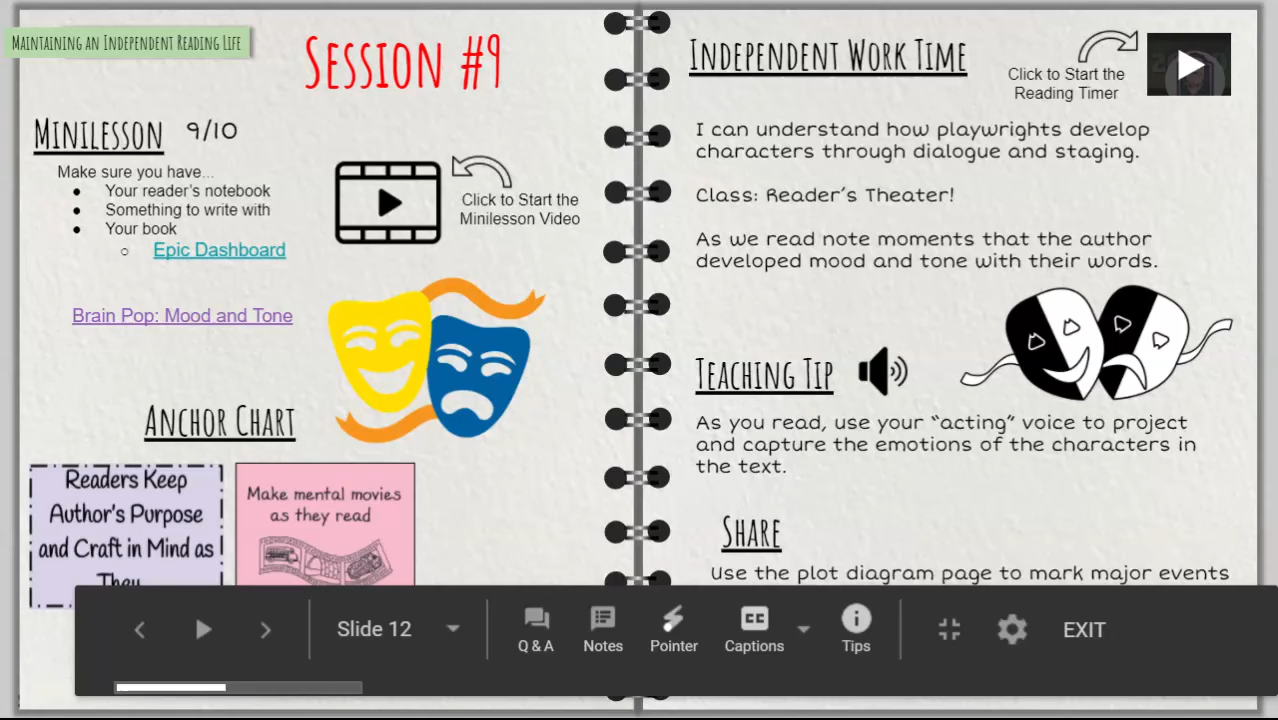 Maintaining an Independent Reading Life
Session #9
Minilesson 9/10
Make sure you have...
● Your reader's notebook
● Something to write with
● Your book
○ Epic Dashboard
Click to Start the
Minilesson Video
Brain Pop: Mood and Tone
Anchor Chart
Readers Keep
Author's Purpose
and Craft in Mind as
They
Make mental movies
as they read
Independent Work Time
Click to Start the
Reading Timer
I can understand how playwrights develop
characters through dialogue and staging.
Class: Reader's Theater!
As we read note moments that the author
developed mood and tone with their words.
Teaching Tip
As you read, use your "acting" voice to project
and capture the emotions of the characters in
the text.
Share
Use the plot diagram page to mark major events
Slide 12
Q & A
Notes
Pointer
CC
Captions
Tips
EXIT